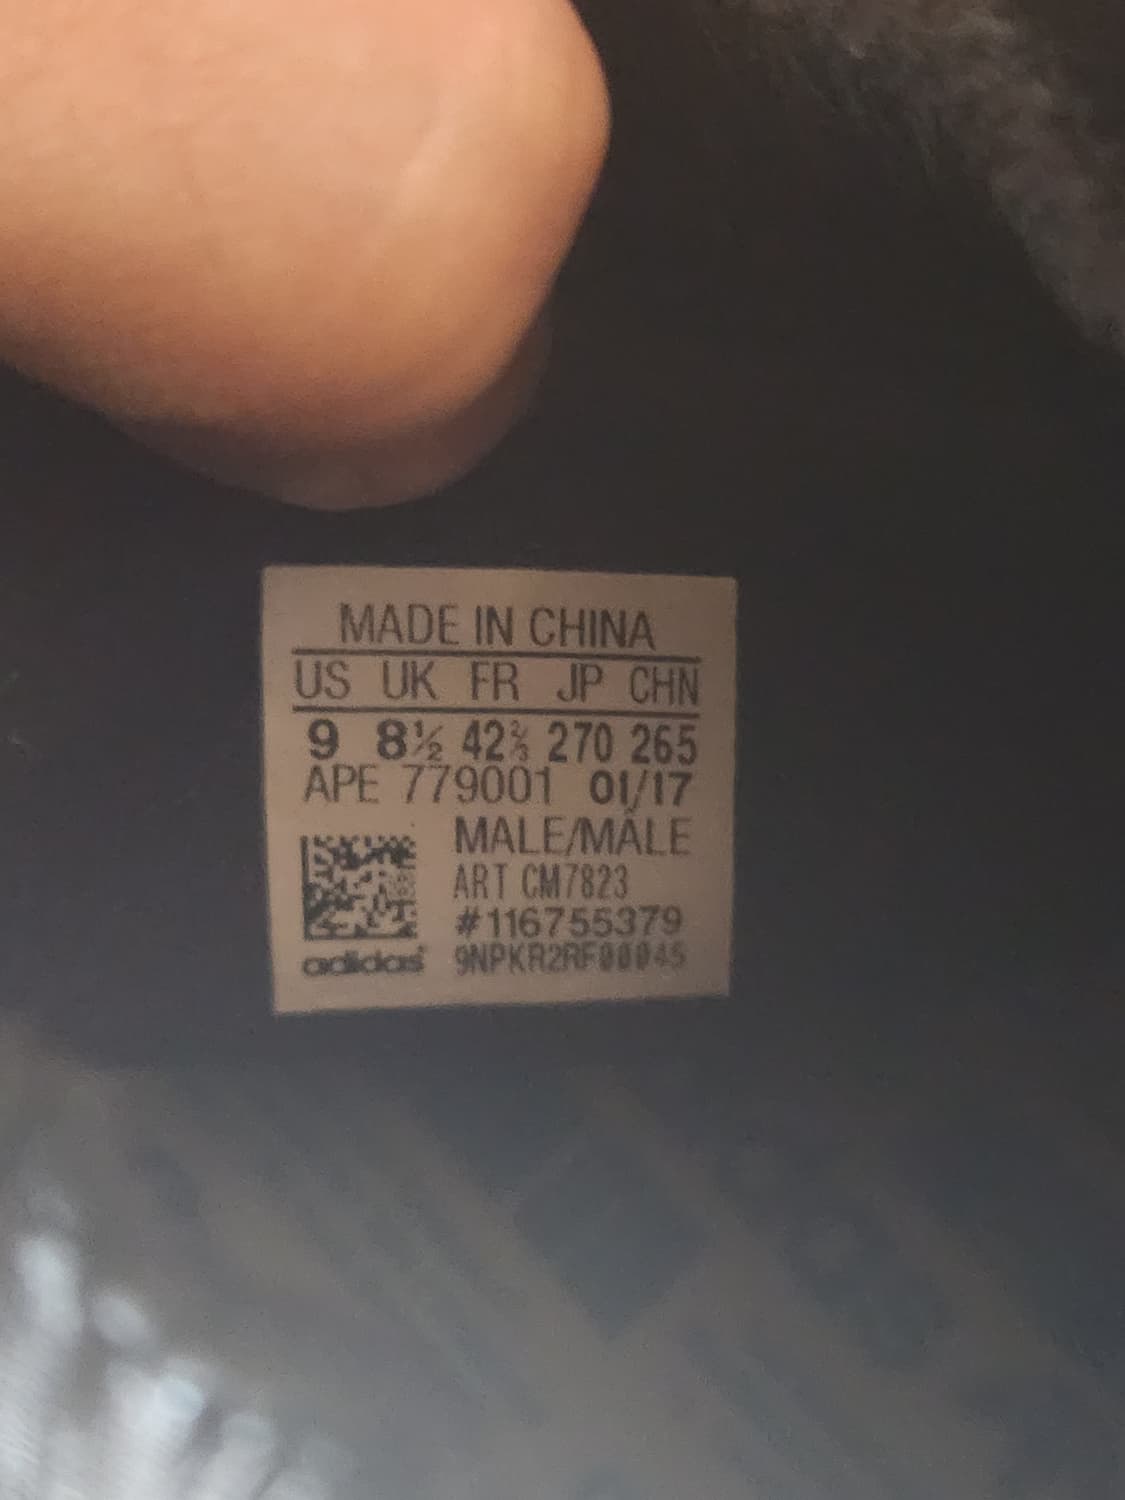 MADE IN CHINA
US UK FR JP CHN
9 8½ 42⅔ 270 265
APE 779001 01/17
MALE/MÂLE
ART CM7823
#116755379
adidas 9NPKR2RF00045